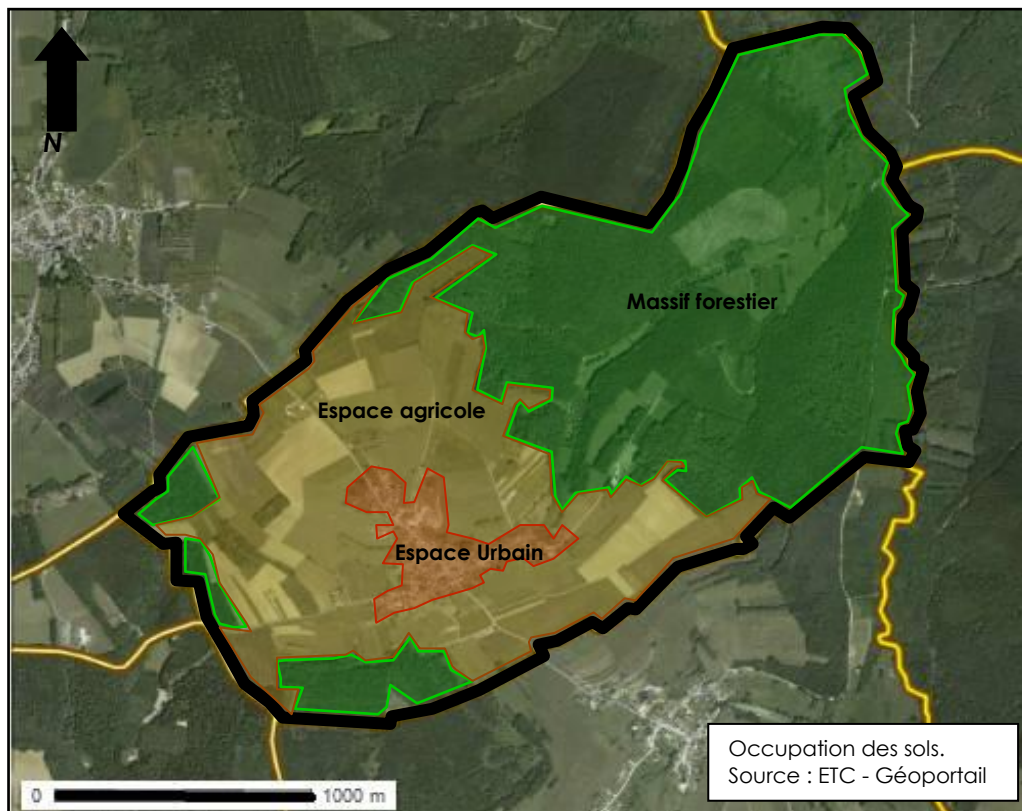 N
Massif forestier
Espace agricole
Espace Urbain
Occupation des sols.
Source : ETC - Géoportail
0 1000 m